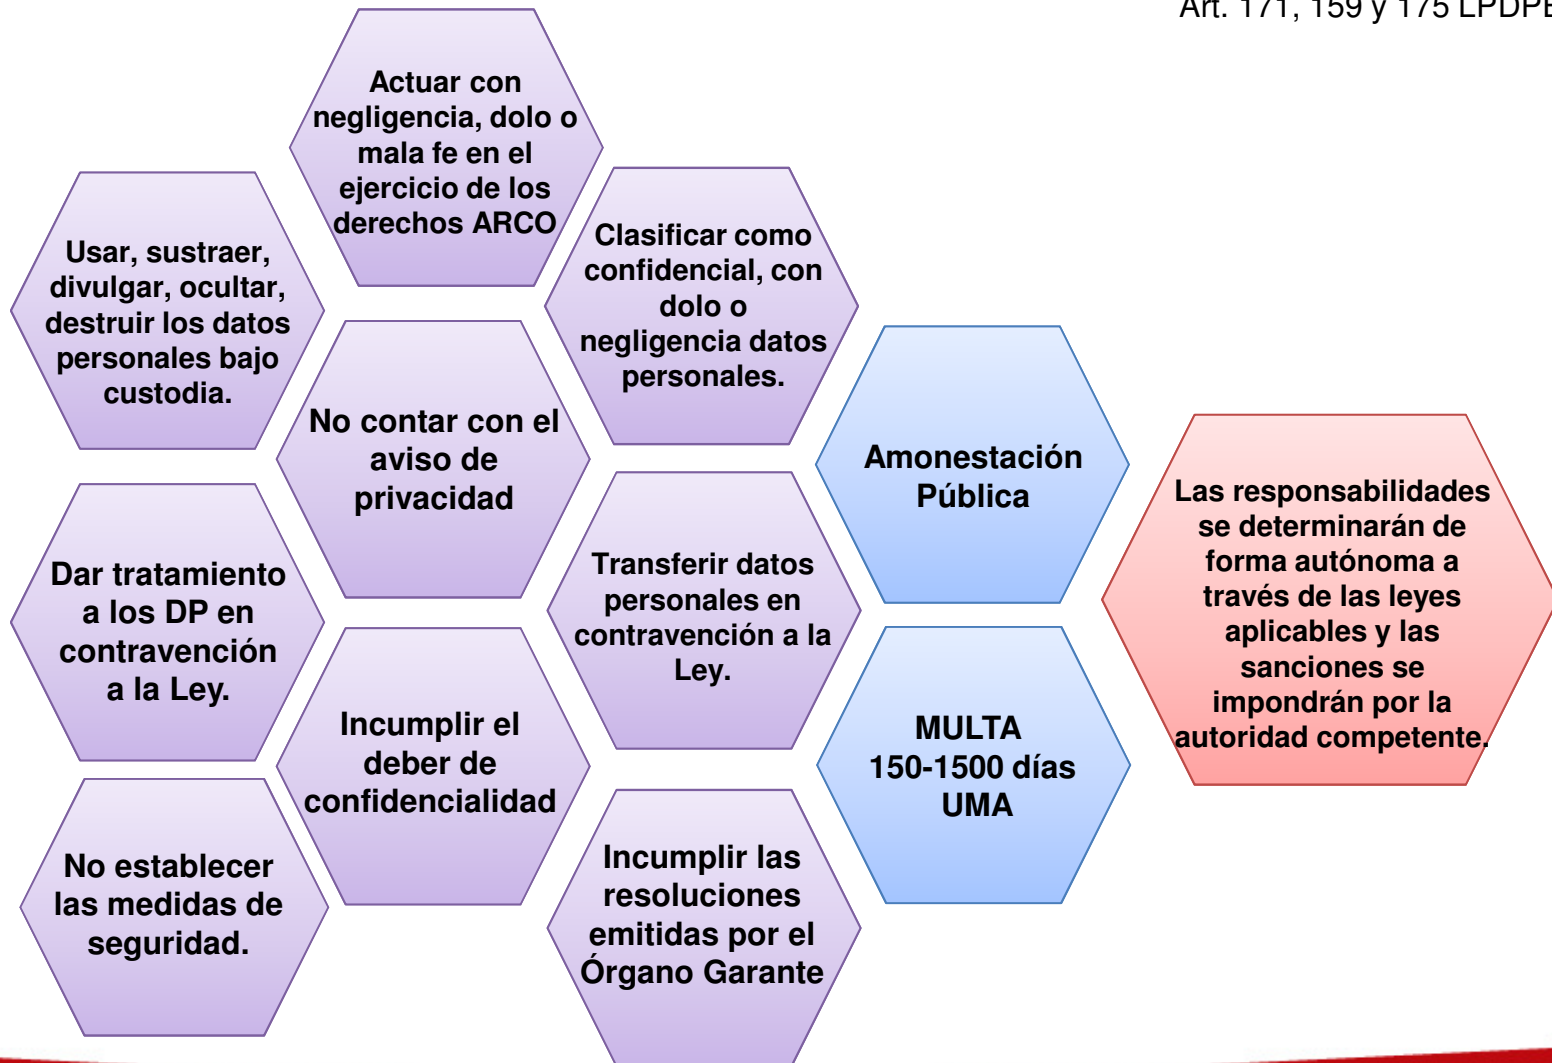 Art. 171, 159 y 175 LPDPE
Actuar con
negligencia, dolo o
mala fe en el
ejercicio de los
derechos ARCO
Usar, sustraer,
divulgar, ocultar,
destruir los datos
personales bajo
custodia.
Clasificar como
confidencial, con
dolo o
negligencia datos
personales.
No contar con el
aviso de
privacidad
Amonestación
Pública
Las responsabilidades
se determinarán de
forma autónoma a
través de las leyes
aplicables y las
sanciones se
impondrán por la
autoridad competente.
Dar tratamiento
a los DP en
contravención
a la Ley.
Transferir datos
personales en
contravención a la
Ley.
Incumplir el
deber de
confidencialidad
MULTA
150-1500 días
UMA
No establecer
las medidas de
seguridad.
Incumplir las
resoluciones
emitidas por el
Órgano Garante